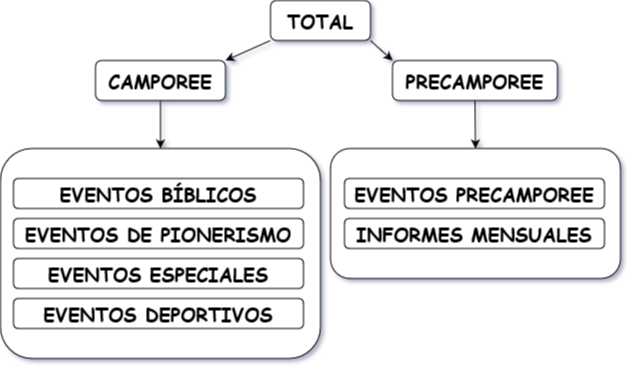 TOTAL
CAMPOREE
PRECAMPOREE
EVENTOS BÍBLICOS
EVENTOS DE PIONERISMO
EVENTOS ESPECIALES
EVENTOS DEPORTIVOS
EVENTOS PRECAMPOREE
INFORMES MENSUALES